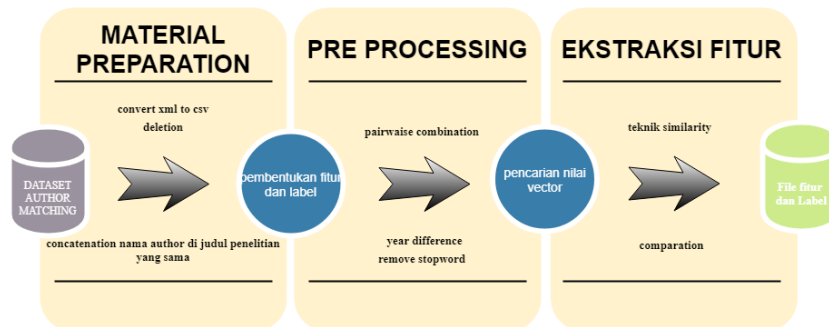 MATERIAL
PREPARATION
convert xml to csv
deletion
DATASET
AUTHOR
MATCHING
concatenation nama author di judul penelitian
yang sama
pembentukan fitur
dan label
PRE PROCESSING
pairwaise combination
year difference
remove stopword
pencarian nilai
vector
EKSTRAKSI FITUR
teknik similarity
comparation
File fitur
dan Label